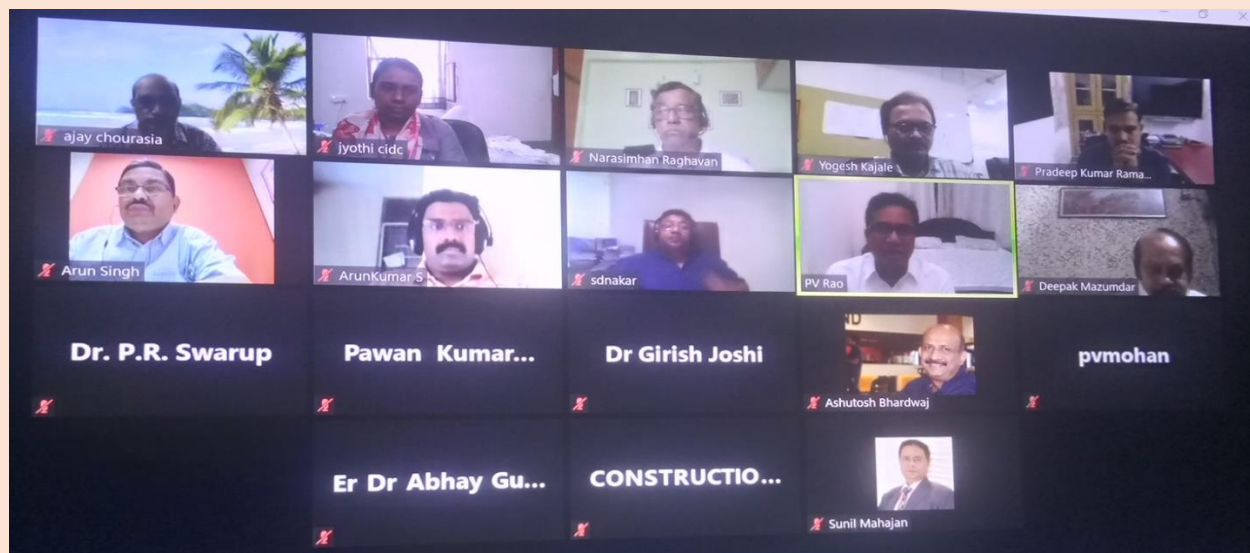 ajay chourasia
jyothi cidc
Narasimhan Raghavan
Yogesh Kajale
Pradeep Kumar Rama...
Arun Singh
ArunKumar S
sdnakar
PV Rao
Deepak Mazumdar
Dr. P.R. Swarup
Pawan Kumar...
Dr Girish Joshi
ND
Ashutosh Bhardwaj
pvmohan
Er Dr Abhay Gu...
CONSTRUCTIO...
Sunil Mahajan